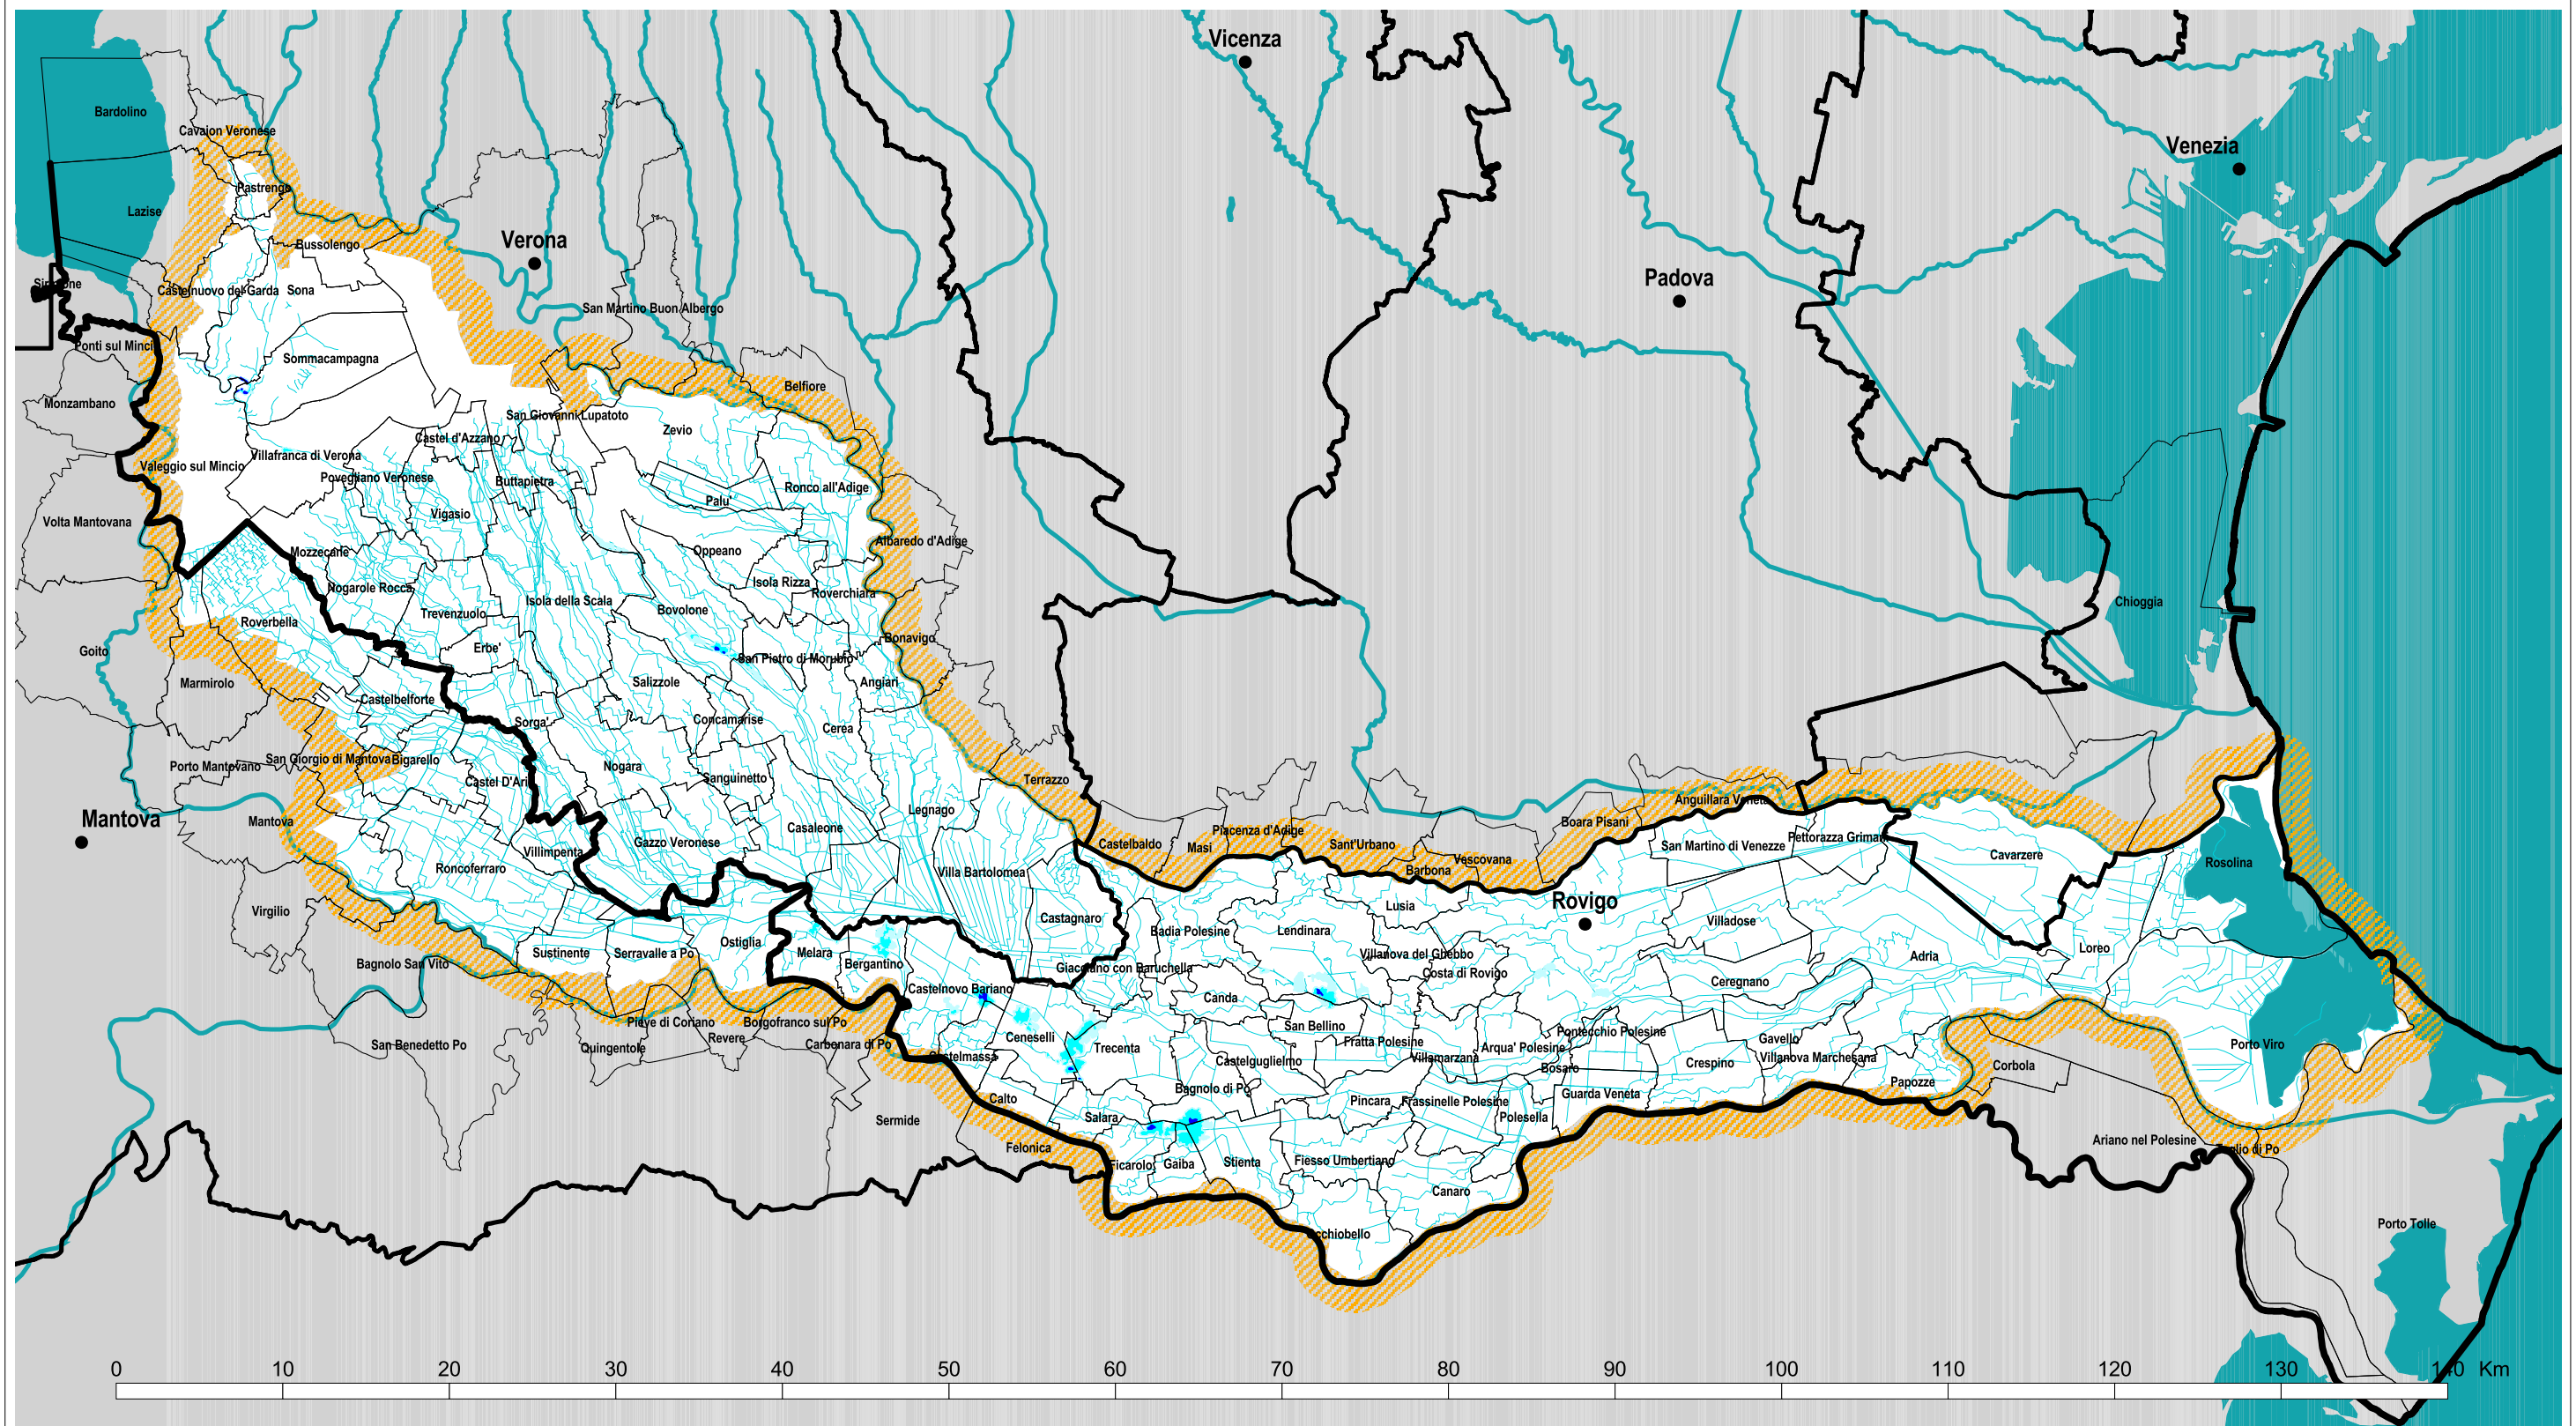 Vicenza
Bardolino
Cavaion Veronese
Venezia
Pastrengo
Lazise
Verona
Bussolengo
Padova
Castelnuovo del Garda
Sona
San Martino Buon Albergo
Ponti sul Minci
Sommacampagna
Belfiore
Monzambano
San Giovanni Lupatoto
Zevio
Castel d'Azzano
Villafranca di Verona
Valeggio sul Mincio
Povegliano Veronese
Buttapietra
Ronco all'Adige
Palu'
Vigasio
Volta Mantovana
Albaredo d'Adige
Mozzecane
Oppeano
Isola Rizza
Nogarole Rocca
Roverchiara
Isola della Scala
Chioggia
Bovolone
Trevenzuolo
Roverbella
Bonavigo
Erbe'
Goito
San Pietro di Morubio
Marmirolo
Salizzole
Angiari
Castelbelforte
Concamarise
Sorga'
Cerea
San Giorgio di Mantova
Bigarello
Porto Mantovano
Nogara
Sanguinetto
Terrazzo
Castel D'Ari
Anguillara Veneta
Legnago
Mantova
Mantova
Boara Pisani
Casaleone
Piacenza d'Adige
Pettorazza Grimani
Gazzo Veronese
Castelbaldo
Masi
Sant'Urbano
San Martino di Venezze
Villimpenta
Cavarzere
Vescovana
Rosolina
Roncoferraro
Barbona
Villa Bartolomea
Rovigo
Lusia
Virgilio
Castagnaro
Villadose
Badia Polesine
Lendinara
Ostiglia
Loreo
Sustinente
Serravalle a Po
Melara
Villanova del Ghebbo
Adria
Bagnolo San Vito
Bergantino
Giacciano con Baruchella
Costa di Rovigo
Ceregnano
Castelnovo Bariano
Canda
Pieve di Coriano
Borgofranco sul Po
San Bellino
Pontecchio Polesine
Revere
Ceneselli
Gavello
San Benedetto Po
Quingentole
Carbonara di Po
Trecenta
Fratta Polesine
Arqua' Polesine
Porto Viro
Castelmassa
Castelguglielmo
Villamarzana
Villanova Marchesana
Crespino
Bosaro
Corbola
Papozze
Bagnolo di Po
Guarda Veneta
Calto
Pincara
Frassinelle Polesine
Salara
Polesella
Sermide
Ariano nel Polesine
Felonica
Ficarolo
Gaiba
Stienta
Fiesso Umbertiano
Canaro
Porto Tolle
0 10 20 30 40 50 60 70 80 90 100 110 120 130 140 Km